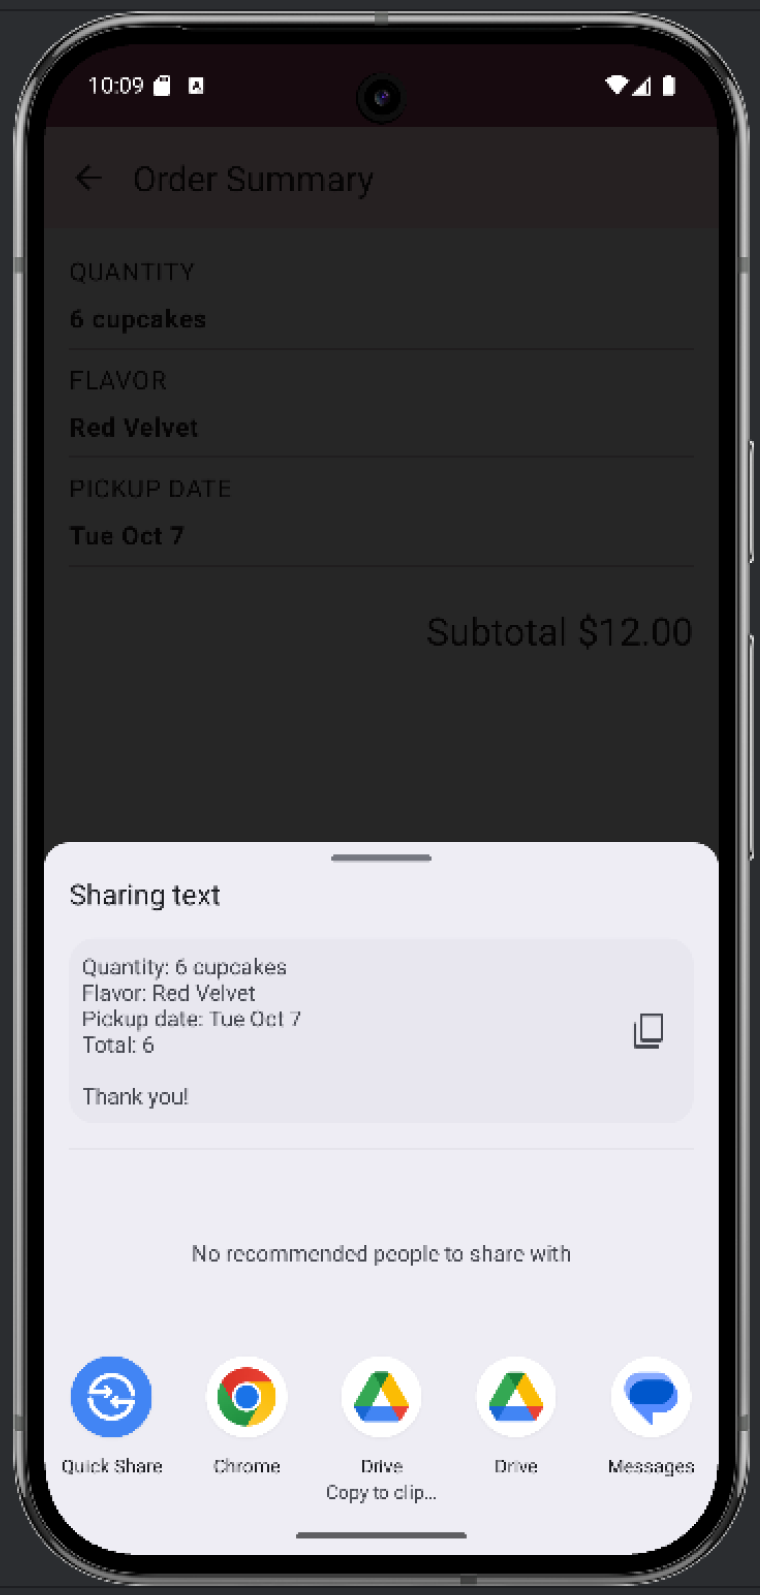 10:09
Order Summary
QUANTITY
6 cupcakes
FLAVOR
Red Velvet
PICKUP DATE
Tue Oct 7
Subtotal $12.00
Sharing text
Quantity: 6 cupcakes
Flavor: Red Velvet
Pickup date: Tue Oct 7
Total: 6
Thank you!
No recommended people to share with
Quick Share Chrome Drive Drive Messages
Copy to clip...